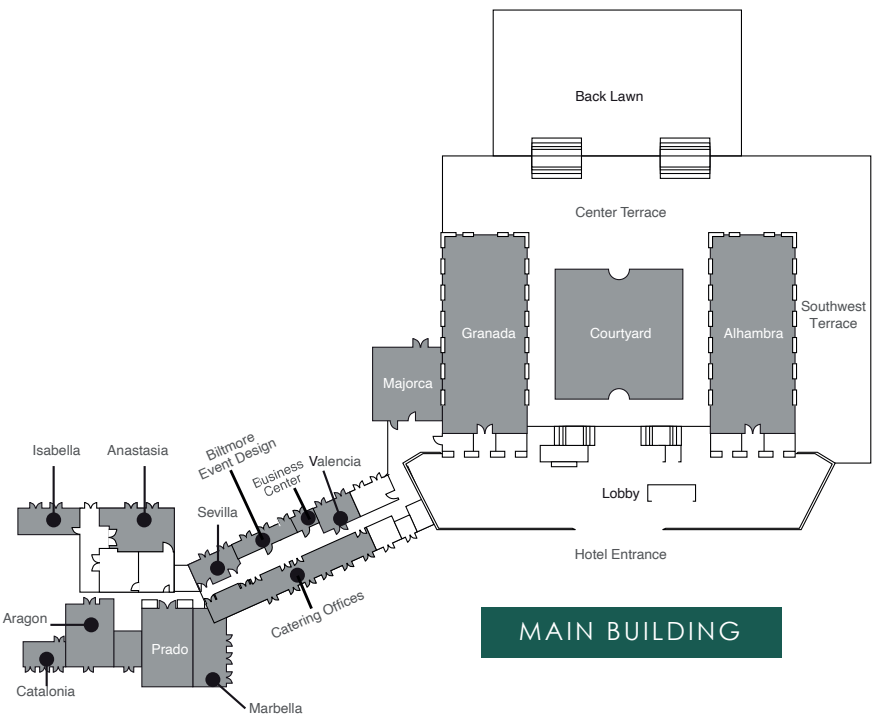 Back Lawn
Center Terrace
Southwest
Terrace
Granada
Courtyard
Alhambra
Majorca
Isabella
Anastasia
Biltmore
Event Design
Eusiness
Center
Valencia
Sevilla
Lobby
Hotel Entrance
Aragon
Catering Offices
MAIN BUILDING
Prado
Catalonia
Marbella